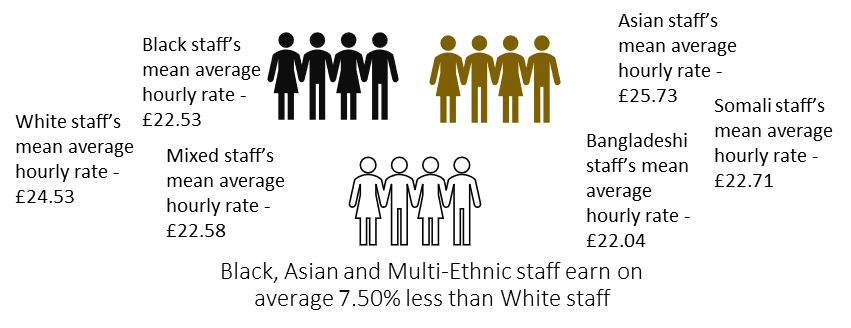 White staff's
mean average
hourly rate -
£24.53
Black staff's
mean average
hourly rate -
£22.53
Mixed staff's
mean average
hourly rate -
£22.58
Asian staff's
mean average
hourly rate -
£25.73
Bangladeshi
staff's mean
average
hourly rate -
£22.04
Somali staff's
mean average
hourly rate -
£22.71
Black, Asian and Multi-Ethnic staff earn on
average 7.50% less than White staff